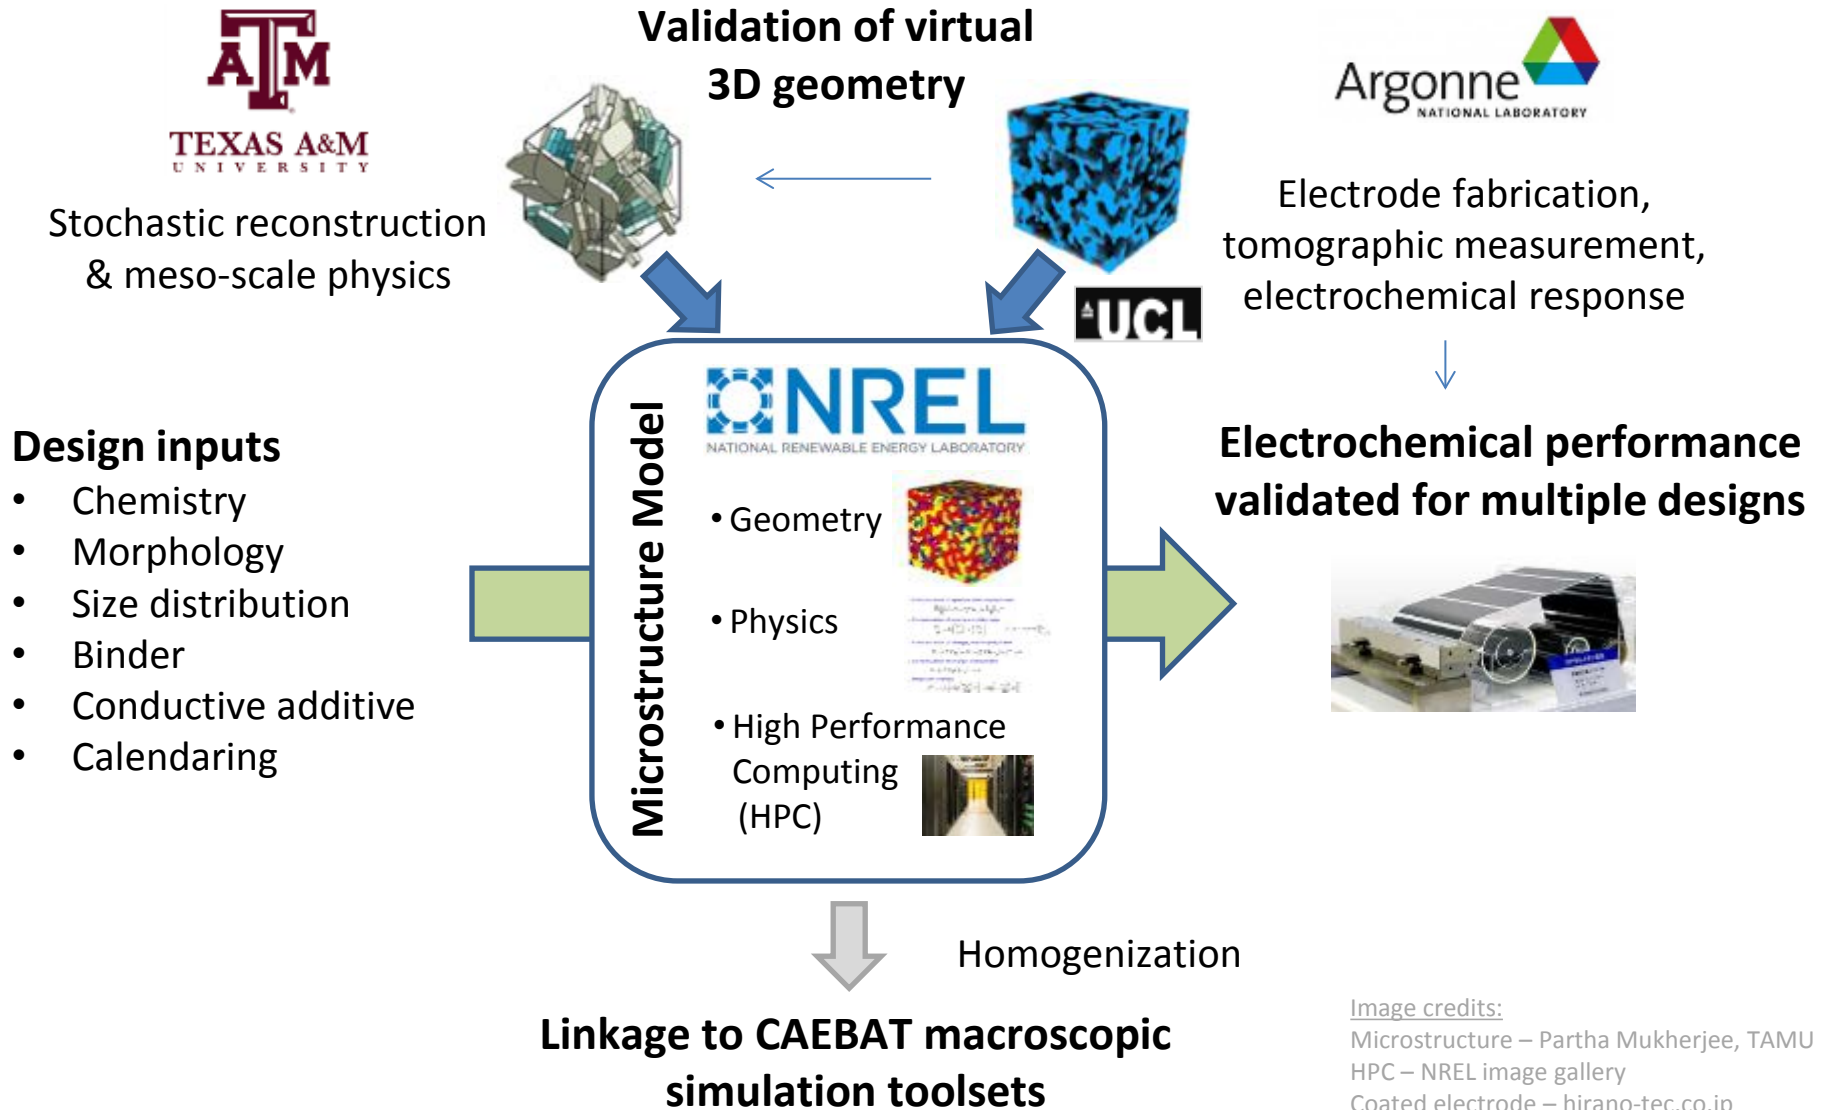 ATM
TEXAS A&M
UNIVERSITY
Stochastic reconstruction
& meso-scale physics
Validation of virtual
3D geometry
Argonne
NATIONAL LABORATORY
Electrode fabrication,
tomographic measurement,
electrochemical response
UCL
Design inputs
• Chemistry
• Morphology
• Size distribution
• Binder
• Conductive additive
• Calendaring
Microstructure Model
NREL
NATIONAL RENEWABLE ENERGY LABORATORY
• Geometry
• Physics
• High Performance
Computing
(HPC)
Electrochemical performance
validated for multiple designs
Homogenization
Linkage to CAEBAT macroscopic
simulation toolsets
Image credits:
Microstructure – Partha Mukherjee, TAMU
HPC – NREL image gallery
Coated electrode – hirano-tec.co.jp